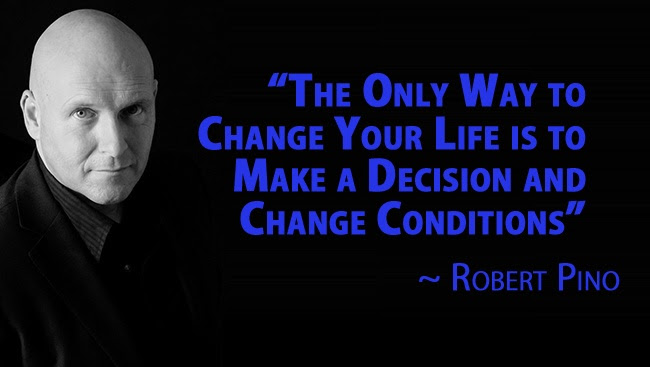 “The Only Way to
Change Your Life is to
Make a Decision and
Change Conditions”
~ Robert Pino